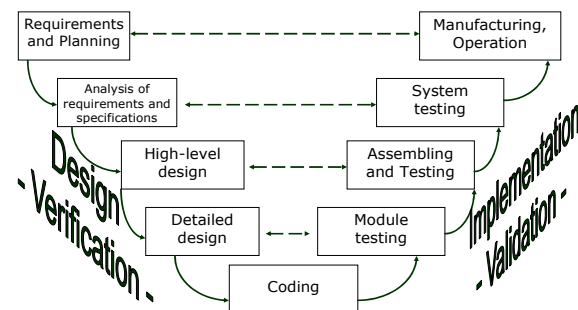 Requirements
and Planning
Manufacturing,
Operation
Analysis of
requirements and
specifications
System
testing
High-level
design
Assembling
and Testing
Detailed
design
Module
testing
Coding
Design
- Verification -
Implementation
- Validation -